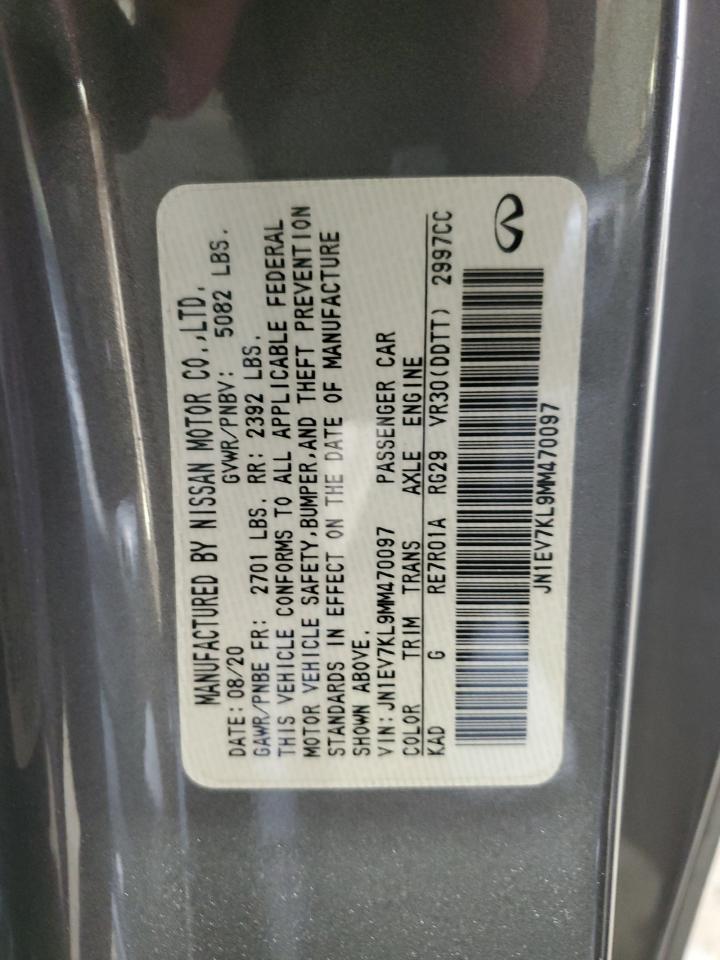 MANUFACTURED BY NISSAN MOTOR CO.,LTD.
DATE: 08/20 GVWR/PNBV: 5082 LBS.
GAWR/PNBE FR: 2701 LBS. RR: 2392 LBS.
THIS VEHICLE CONFORMS TO ALL APPLICABLE FEDERAL
MOTOR VEHICLE SAFETY,BUMPER,AND THEFT PREVENTION
STANDARDS IN EFFECT ON THE DATE OF MANUFACTURE
SHOWN ABOVE.
VIN:JN1EV7KL9MM470097 PASSENGER CAR
COLOR TRIM TRANS AXLE ENGINE
KAD G RE7R01A RG29 VR30(DDTT) 2997CC
JN1EV7KL9MM470097